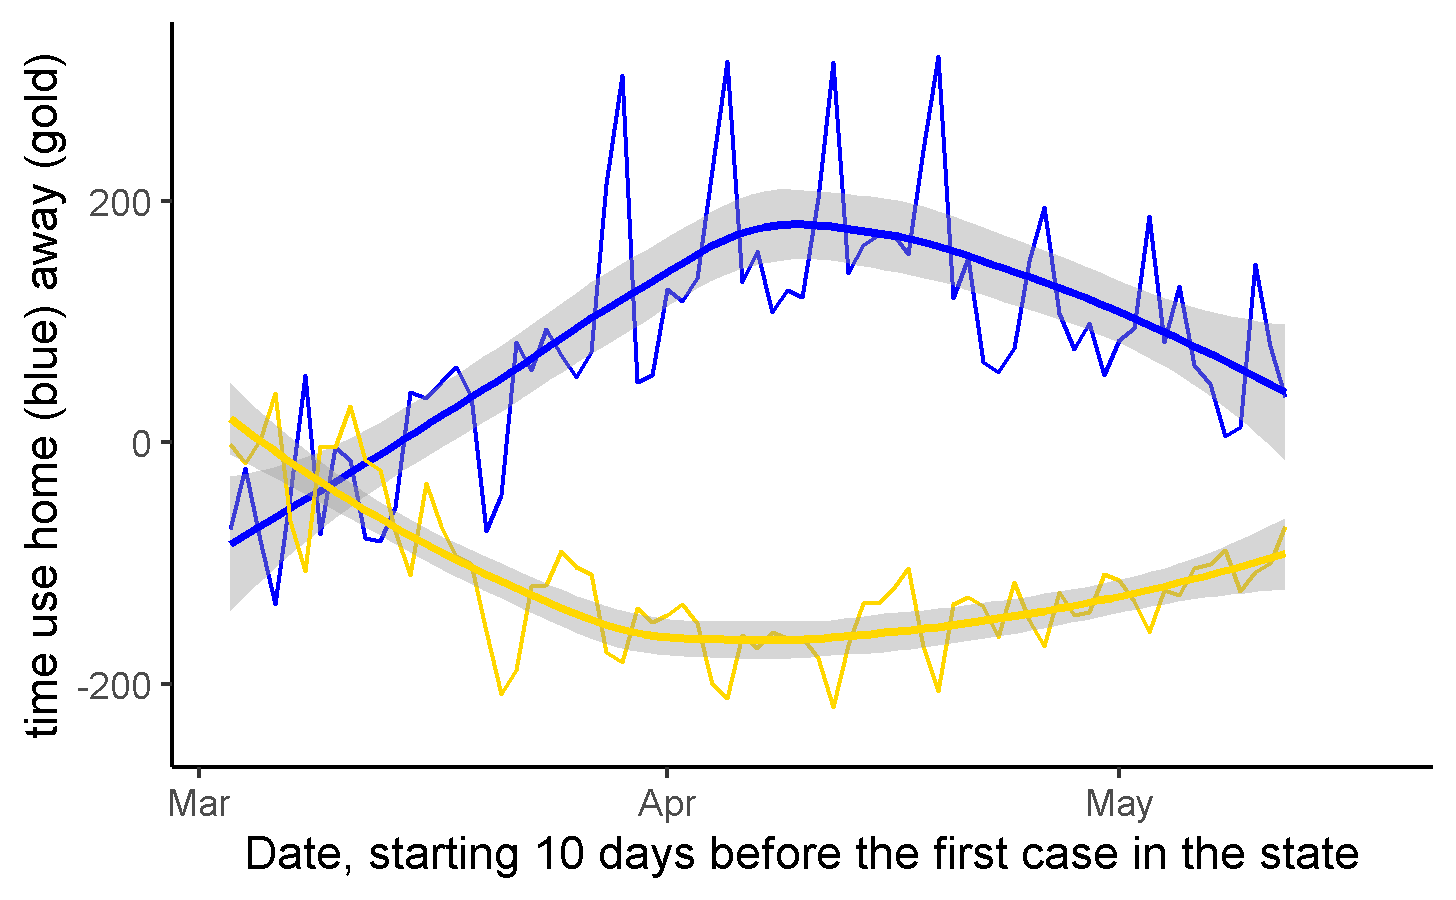 time use home (blue) away (gold)
200
0
-200
Mar
Apr
May
Date, starting 10 days before the first case in the state